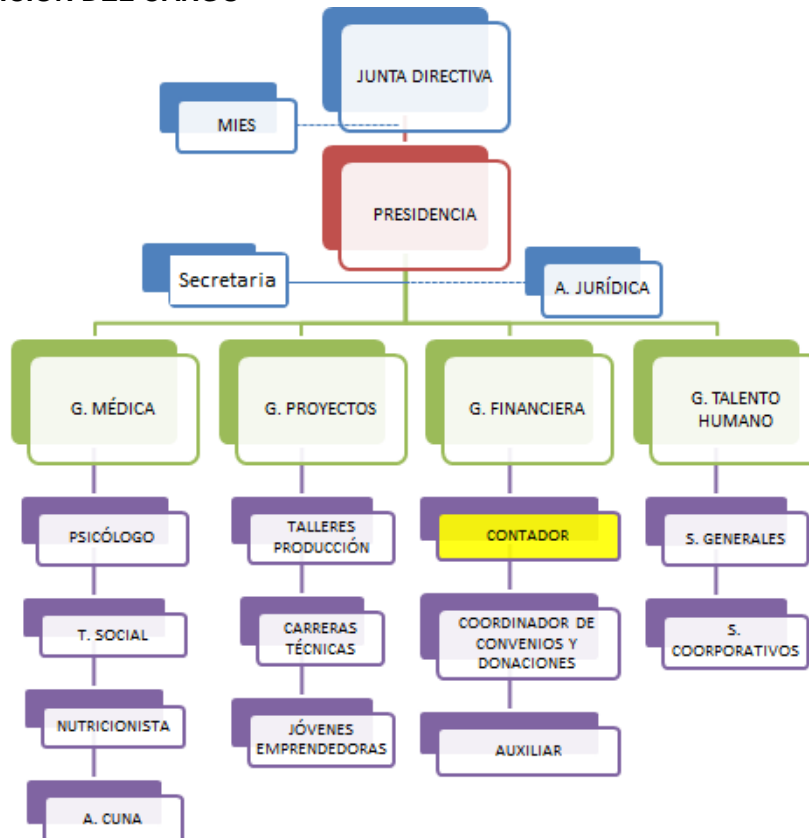 JUNTA DIRECTIVA
MIES
PRESIDENCIA
Secretaria
A. JURÍDICA
G. MÉDICA
G. PROYECTOS
G. FINANCIERA
G. TALENTO
HUMANO
PSICÓLOGO
TALLERES
PRODUCCIÓN
CONTADOR
S. GENERALES
T. SOCIAL
CARRERAS
TÉCNICAS
COORDINADOR DE
CONVENIOS Y
DONACIONES
S.
COORPORATIVOS
NUTRICIONISTA
JÓVENES
EMPRENDEDORAS
AUXILIAR
A. CUNA